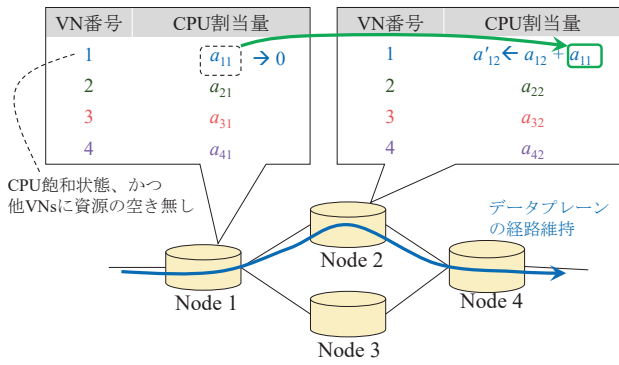 VN番号 CPU割当量
1 a11 → 0
2 a21
3 a31
4 a41
VN番号 CPU割当量
1 a′12 ← a12 + a11
2 a22
3 a32
4 a42
CPU飽和状態、かつ
他VNsに資源の空き無し
データプレーン
の経路維持
Node 1
Node 2
Node 3
Node 4